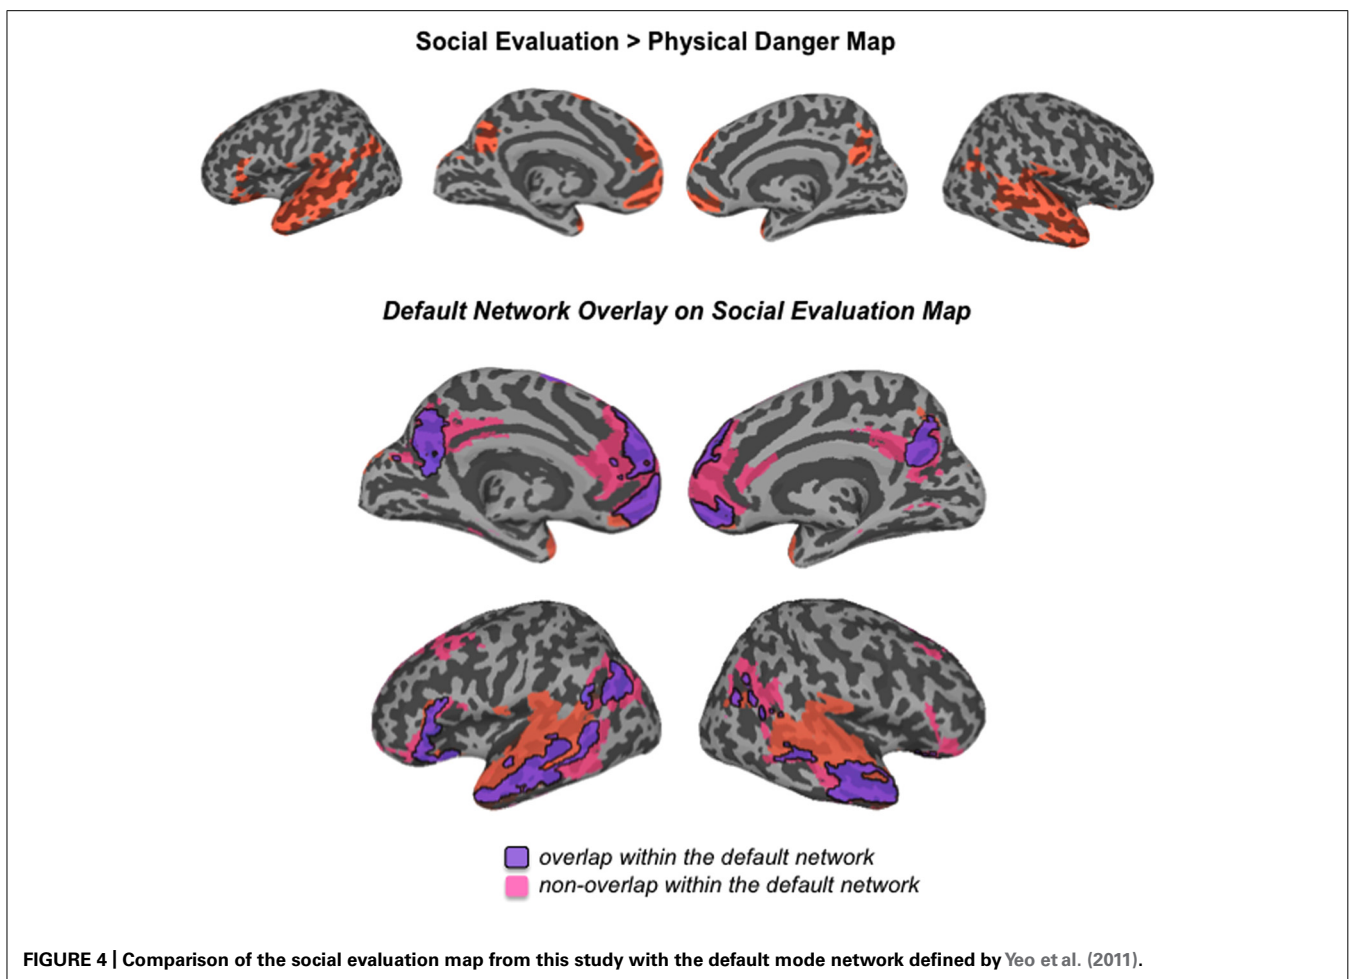 Social Evaluation > Physical Danger Map
Default Network Overlay on Social Evaluation Map
overlap within the default network
non-overlap within the default network
FIGURE 4 | Comparison of the social evaluation map from this study with the default mode network defined by Yeo et al. (2011).